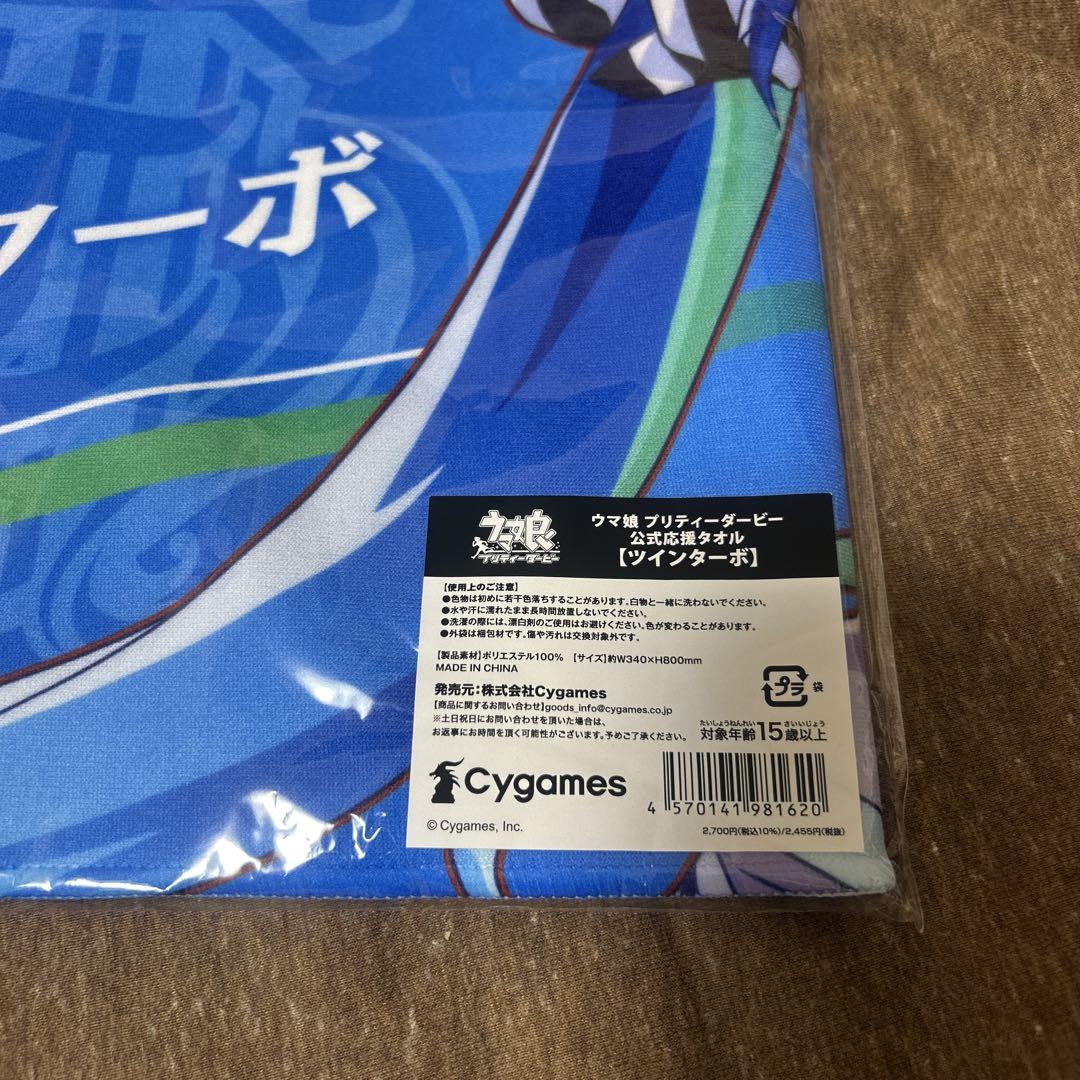 ターボ
ウマ娘
プリティーダービー
ウマ娘 プリティーダービー
公式応援タオル
【ツインターボ】
【使用上のご注意】
●色物は初めに若干色落ちすることがあります。白物と一緒に洗わないでください。
●水や汗に濡れたまま長時間放置しないでください。
●洗濯の際には、漂白剤のご使用はお避けください。色が変わることがあります。
●外袋は梱包材です。傷や汚れは交換対象外です。
【製品素材】ポリエステル100% 【サイズ】約W340×H800mm
MADE IN CHINA
発売元:株式会社Cygames
【商品に関するお問い合わせ】goods_info@cygames.co.jp
※土日祝日にお問い合わせを頂いた場合は、
お返事にお時間を頂く可能性がございます。予めご了承ください。
プラ 袋
たいしょうねんれい さいいじょう
対象年齢15歳以上
Cygames
4 570141 981620
© Cygames, Inc.
2,700円(税込10%)/2,455円(税抜)